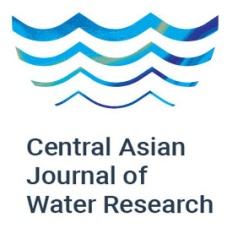 Central Asian
Journal of
Water Research